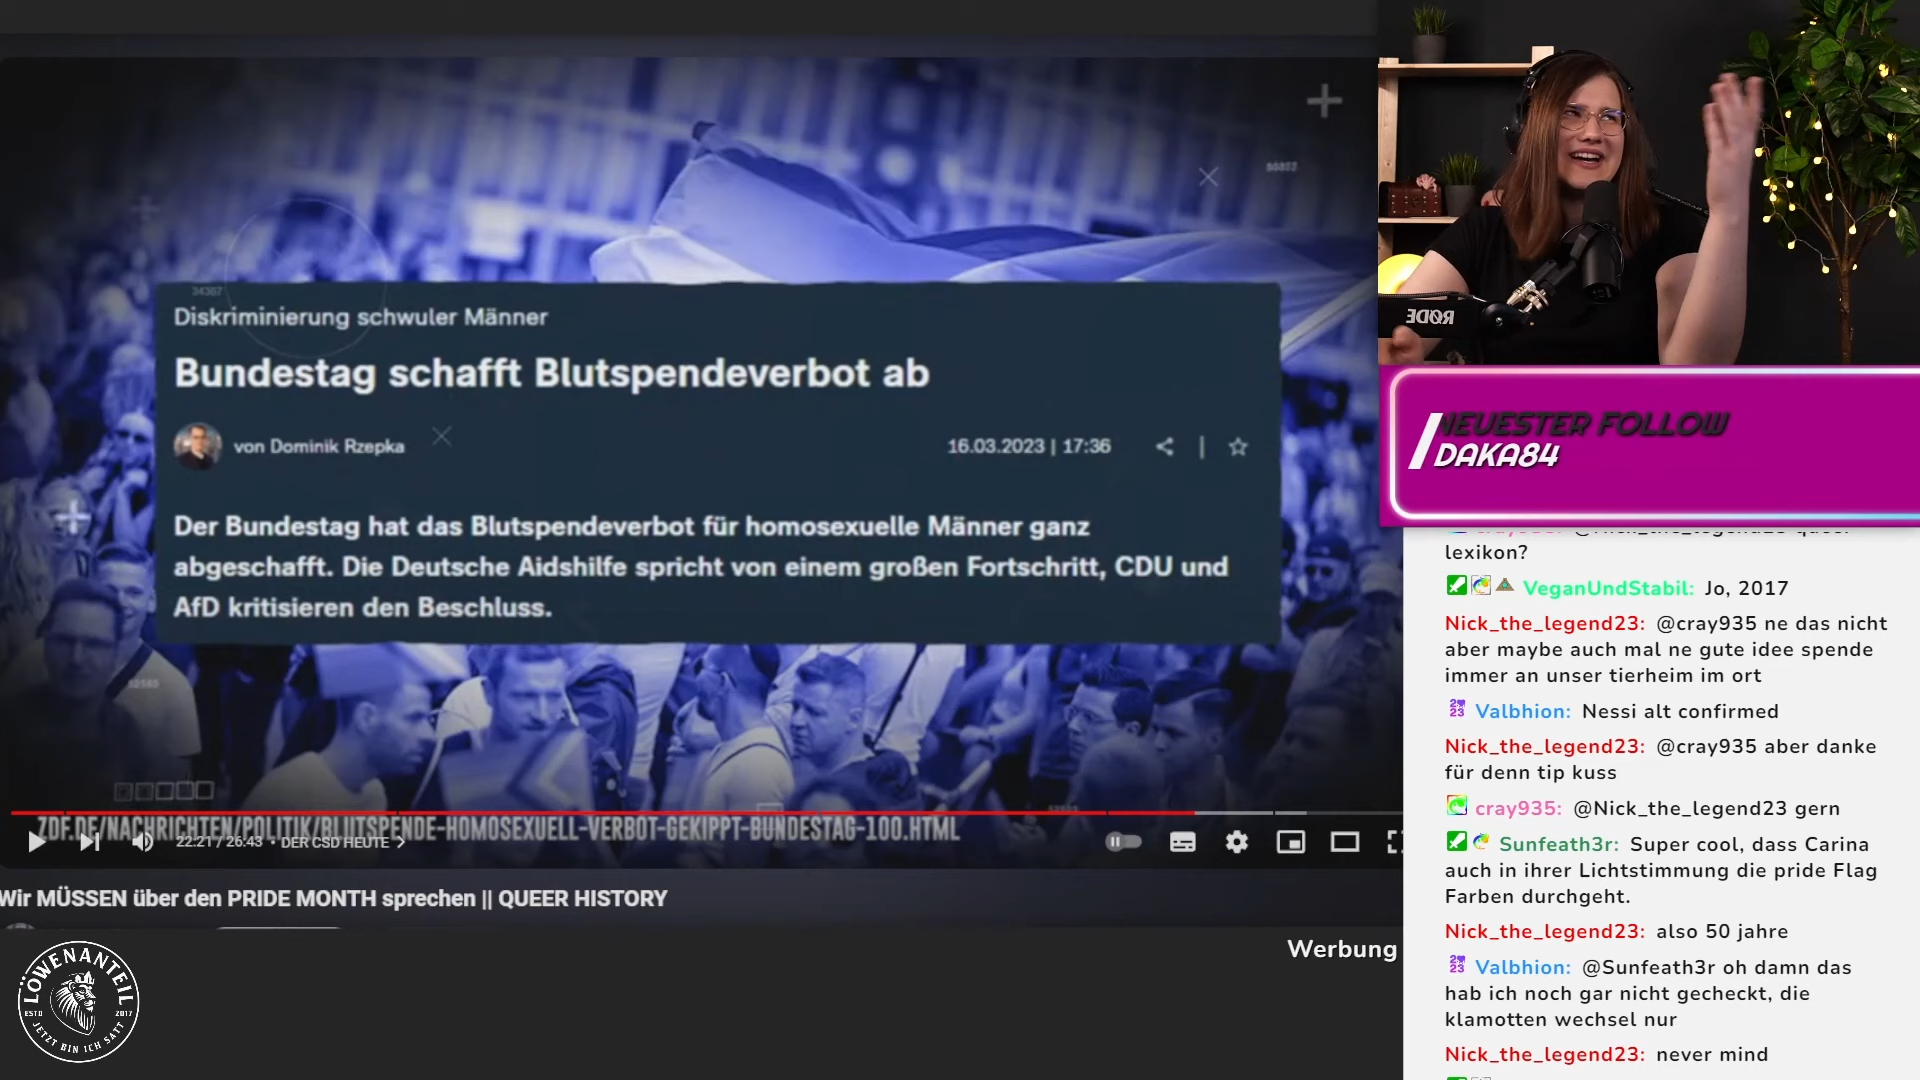 50352
34367
Diskriminierung schwuler Männer
Bundestag schafft Blutspendeverbot ab
von Dominik Rzepka
16.03.2023 | 17:36
Der Bundestag hat das Blutspendeverbot für homosexuelle Männer ganz
abgeschafft. Die Deutsche Aidshilfe spricht von einem großen Fortschritt, CDU und
AfD kritisieren den Beschluss.
ZDF.DE/NACHRICHTEN/POLITIK/BLUTSPENDE-HOMOSEXUELL-VERBOT-GEKIPPT-BUNDESTAG-100.HTML
22:21 / 26:43 • DER CSD HEUTE
Wir MÜSSEN über den PRIDE MONTH sprechen || QUEER HISTORY
LÖWENANTEIL
ESTD 2017
JETZT BIN ICH SATT
Werbung
RØDE
NEUESTER FOLLOW
DAKA84
lexikon?
VeganUndStabil: Jo, 2017
Nick_the_legend23: @cray935 ne das nicht
aber maybe auch mal ne gute idee spende
immer an unser tierheim im ort
Valbhion: Nessi alt confirmed
Nick_the_legend23: @cray935 aber danke
für denn tip kuss
cray935: @Nick_the_legend23 gern
Sunfeath3r: Super cool, dass Carina
auch in ihrer Lichtstimmung die pride Flag
Farben durchgeht.
Nick_the_legend23: also 50 jahre
Valbhion: @Sunfeath3r oh damn das
hab ich noch gar nicht gecheckt, die
klamotten wechsel nur
Nick_the_legend23: never mind